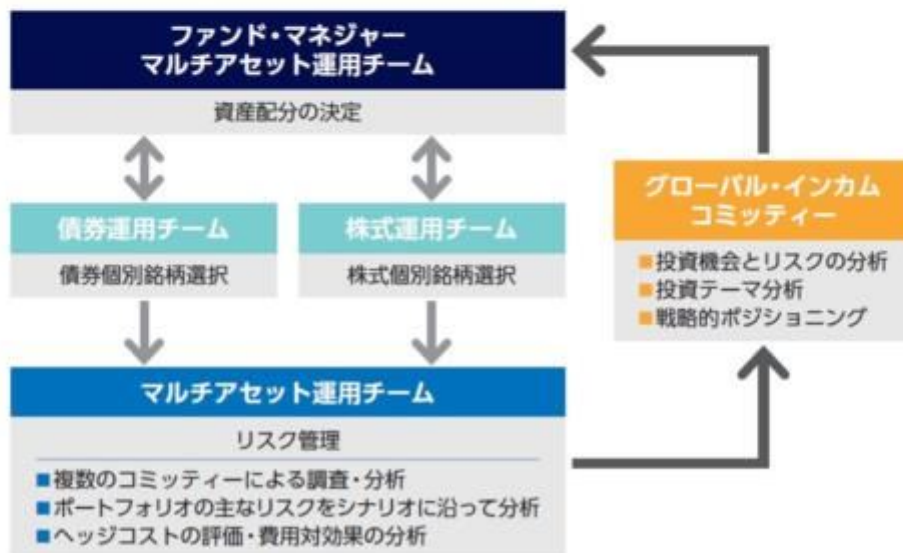 ファンド・マネジャー
マルチアセット運用チーム
資産配分の決定
債券運用チーム
債券個別銘柄選択
株式運用チーム
株式個別銘柄選択
グローバル・インカム
コミッティー
■投資機会とリスクの分析
■投資テーマ分析
■戦略的ポジショニング
マルチアセット運用チーム
リスク管理
■複数のコミッティーによる調査・分析
■ポートフォリオの主なリスクをシナリオに沿って分析
■ヘッジコストの評価・費用対効果の分析